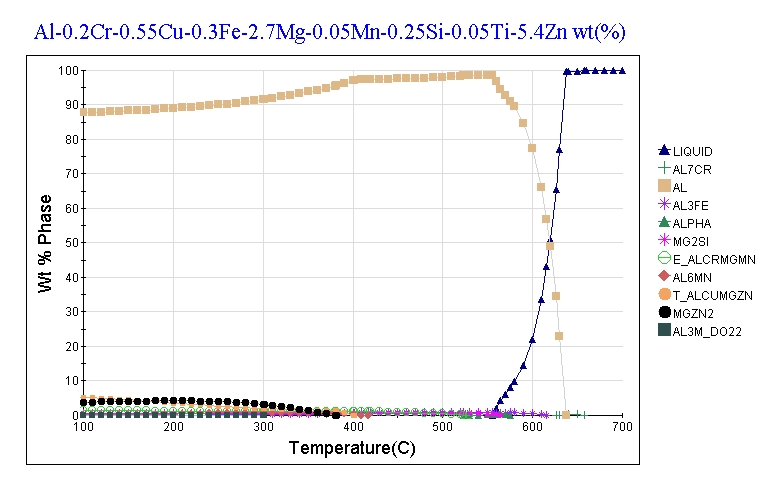 Al-0.2Cr-0.55Cu-0.3Fe-2.7Mg-0.05Mn-0.25Si-0.05Ti-5.4Zn wt(%)
100
90
80
70
60
50
40
30
20
10
0
Wt % Phase
100 200 300 400 500 600 700
Temperature(C)
LIQUID
AL7CR
AL
AL3FE
ALPHA
MG2SI
E_ALCRMGMN
AL6MN
T_ALCUMGZN
MGZN2
AL3M_DO22